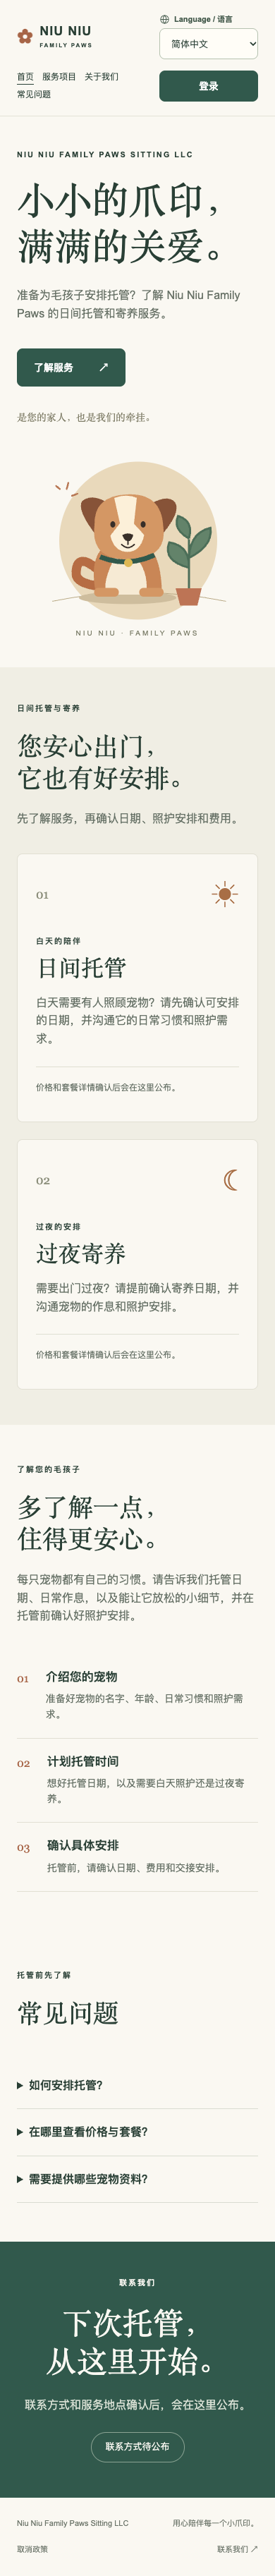 NIU NIU
FAMILY PAWS
Language / 语言
简体中文
首页 服务项目 关于我们
常见问题
登录
NIU NIU FAMILY PAWS SITTING LLC
小小的爪印，
满满的关爱。
准备为毛孩子安排托管？了解 Niu Niu Family
Paws 的日间托管和寄养服务。
了解服务 ↗
是您的家人，也是我们的牵挂。
NIU NIU · FAMILY PAWS
日间托管与寄养
您安心出门，
它也有好安排。
先了解服务，再确认日期、照护安排和费用。
01
白天的陪伴
日间托管
白天需要有人照顾宠物？请先确认可安排
的日期，并沟通它的日常习惯和照护需
求。
价格和套餐详情确认后会在这里公布。
02
过夜的安排
过夜寄养
需要出门过夜？请提前确认寄养日期，并
沟通宠物的作息和照护安排。
价格和套餐详情确认后会在这里公布。
了解您的毛孩子
多了解一点，
住得更安心。
每只宠物都有自己的习惯。请告诉我们托管日
期、日常作息，以及能让它放松的小细节，并在
托管前确认好照护安排。
01 介绍您的宠物
准备好宠物的名字、年龄、日常习惯和照护需
求。
02 计划托管时间
想好托管日期，以及需要白天照护还是过夜寄
养。
03 确认具体安排
托管前，请确认日期、费用和交接安排。
托管前先了解
常见问题
如何安排托管？
在哪里查看价格与套餐？
需要提供哪些宠物资料？
联系我们
下次托管，
从这里开始。
联系方式和服务地点确认后，会在这里公布。
联系方式待公布
Niu Niu Family Paws Sitting LLC 用心陪伴每一个小爪印。
取消政策 联系我们 ↗